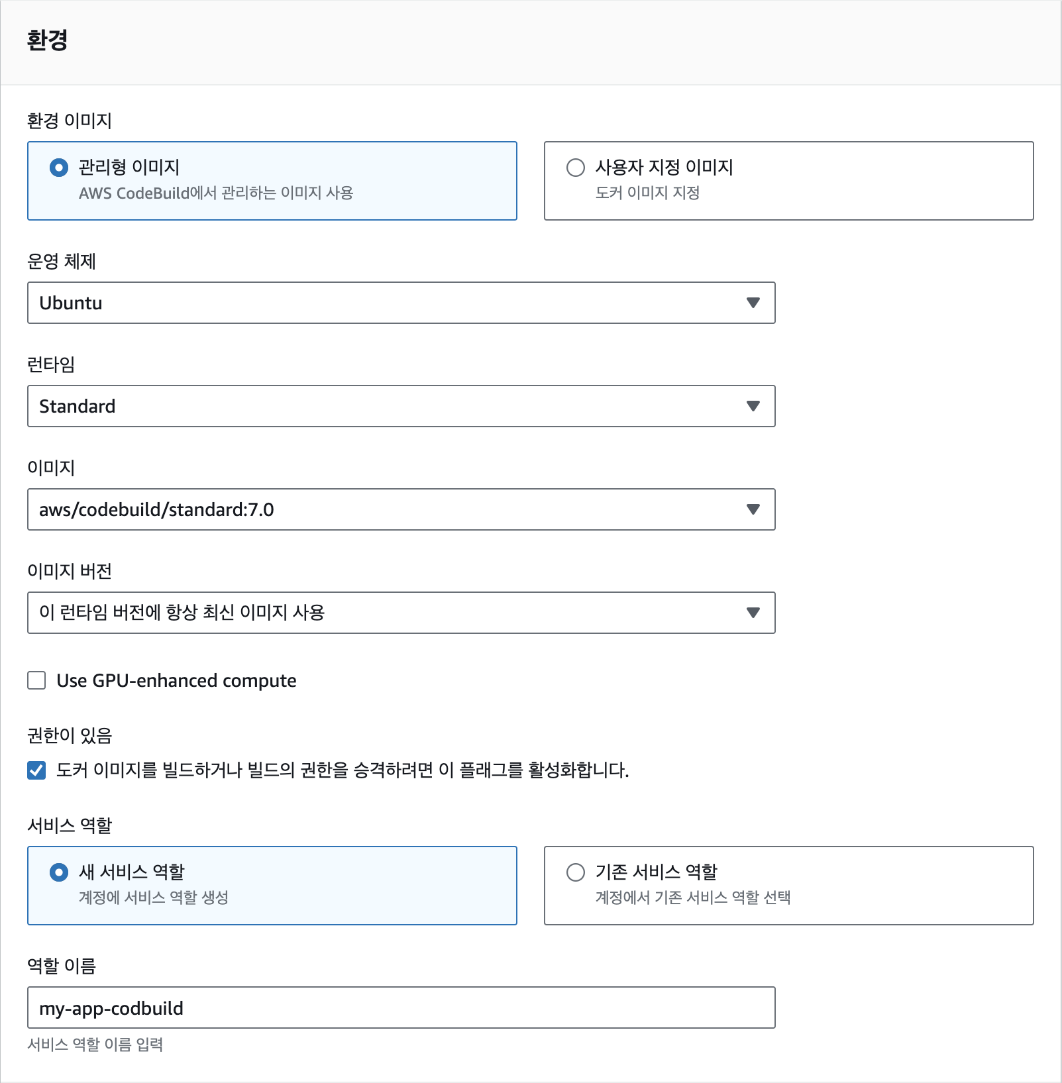 환경
환경 이미지
관리형 이미지
AWS CodeBuild에서 관리하는 이미지 사용
사용자 지정 이미지
도커 이미지 지정
운영 체제
Ubuntu
런타임
Standard
이미지
aws/codebuild/standard:7.0
이미지 버전
이 런타임 버전에 항상 최신 이미지 사용
Use GPU-enhanced compute
권한이 있음
도커 이미지를 빌드하거나 빌드의 권한을 승격하려면 이 플래그를 활성화합니다.
서비스 역할
새 서비스 역할
계정에 서비스 역할 생성
기존 서비스 역할
계정에서 기존 서비스 역할 선택
역할 이름
my-app-codbuild
서비스 역할 이름 입력